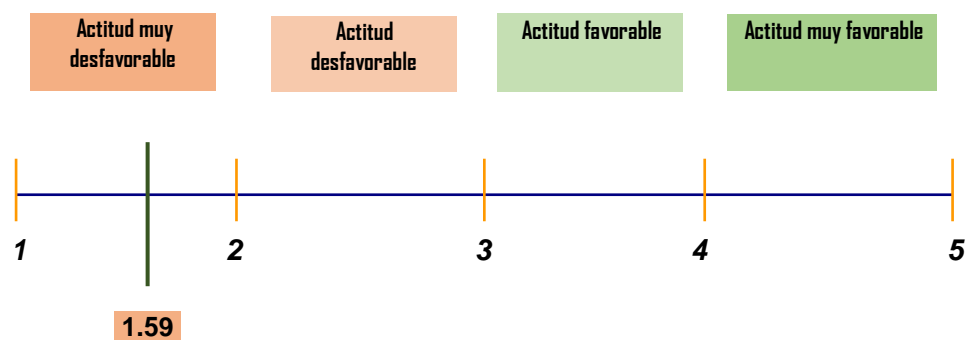 Actitud muy
desfavorable
Actitud
desfavorable
Actitud favorable
Actitud muy favorable
1
2
3
4
5
1.59